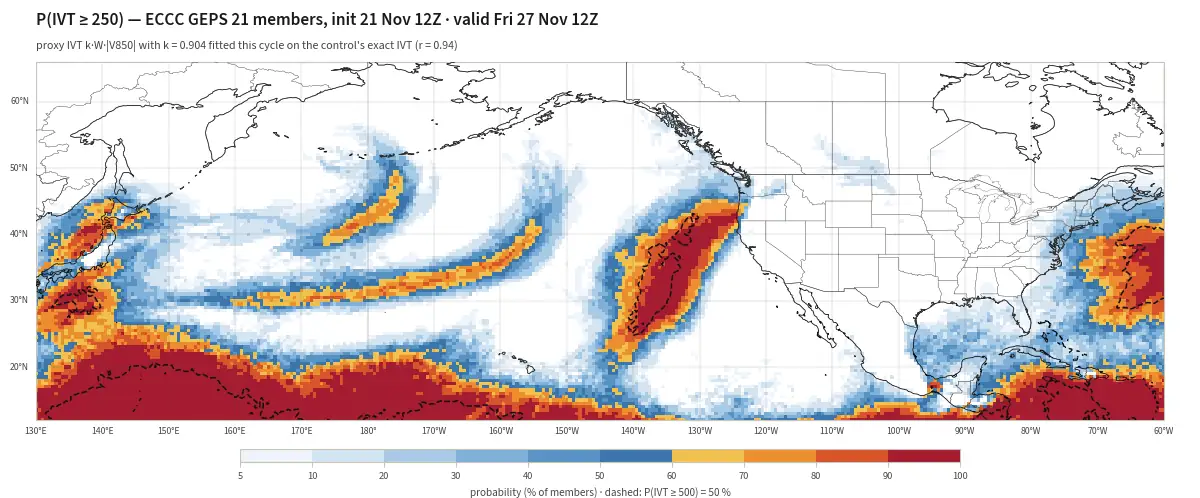 P(IVT ≥ 250) — ECCC GEPS 21 members, init 21 Nov 12Z · valid Fri 27 Nov 12Z
proxy IVT k·W·|V850| with k = 0.904 fitted this cycle on the control's exact IVT (r = 0.94)
60°N
50°N
40°N
30°N
20°N
130°E 140°E 150°E 160°E 170°E 180° 170°W 160°W 150°W 140°W 130°W 120°W 110°W 100°W 90°W 80°W 70°W 60°W
5 10 20 30 40 50 60 70 80 90 100
probability (% of members) · dashed: P(IVT ≥ 500) = 50 %